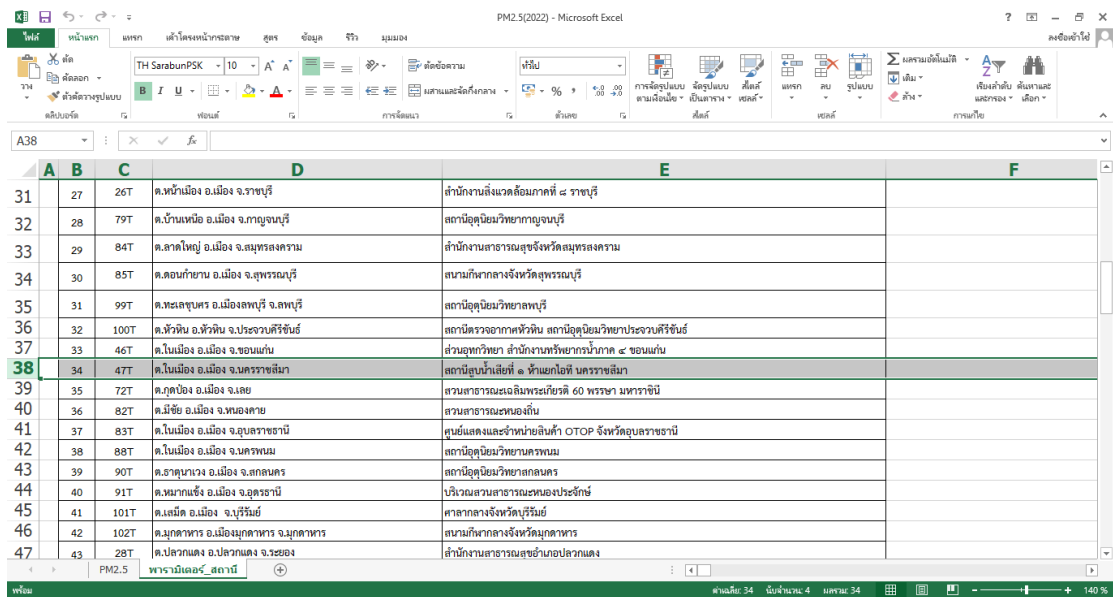 PM2.5(2022) - Microsoft Excel
ไฟล์ หน้าแรก แทรก เค้าโครงหน้ากระดาษ สูตร ข้อมูล รีวิว มุมมอง ลงชื่อเข้าใช้
วาง ตัด คัดลอก ตัวคัดวางรูปแบบ
TH SarabunPSK 10 B I U A
ตัดข้อความ ผสานและจัดกึ่งกลาง
ทั่วไป %
การจัดรูปแบบตามเงื่อนไข จัดรูปแบบเป็นตาราง สไตล์เซลล์
แทรก ลบ รูปแบบ
ผลรวมอัตโนมัติ เติม ล้าง เรียงลำดับและกรอง ค้นหาและเลือก
คลิปบอร์ด ฟอนต์ การจัดแนว ตัวเลข สไตล์ เซลล์ การแก้ไข
A38 fx
A B C D E F
31 27 26T ต.หน้าเมือง อ.เมือง จ.ราชบุรี สำนักงานสิ่งแวดล้อมภาคที่ ๘ ราชบุรี
32 28 79T ต.บ้านเหนือ อ.เมือง จ.กาญจนบุรี สถานีอุตุนิยมวิทยากาญจนบุรี
33 29 84T ต.ลาดใหญ่ อ.เมือง จ.สมุทรสงคราม สำนักงานสาธารณสุขจังหวัดสมุทรสงคราม
34 30 85T ต.ดอนกำยาน อ.เมือง จ.สุพรรณบุรี สนามกีฬากลางจังหวัดสุพรรณบุรี
35 31 99T ต.ทะเลชุบศร อ.เมืองลพบุรี จ.ลพบุรี สถานีอุตุนิยมวิทยาลพบุรี
36 32 100T ต.หัวหิน อ.หัวหิน จ.ประจวบคีรีขันธ์ สถานีตรวจอากาศหัวหิน สถานีอุตุนิยมวิทยาประจวบคีรีขันธ์
37 33 46T ต.ในเมือง อ.เมือง จ.ขอนแก่น ส่วนอุทกวิทยา สำนักงานทรัพยากรน้ำภาค ๔ ขอนแก่น
38 34 47T ต.ในเมือง อ.เมือง จ.นครราชสีมา สถานีสูบน้ำเสียที่ ๑ ห้าแยกไอที นครราชสีมา
39 35 72T ต.กุดป่อง อ.เมือง จ.เลย สวนสาธารณะเฉลิมพระเกียรติ 60 พรรษา มหาราชินี
40 36 82T ต.มีชัย อ.เมือง จ.หนองคาย สวนสาธารณะหนองถิ่น
41 37 83T ต.ในเมือง อ.เมือง จ.อุบลราชธานี ศูนย์แสดงและจำหน่ายสินค้า OTOP จังหวัดอุบลราชธานี
42 38 88T ต.ในเมือง อ.เมือง จ.นครพนม สถานีอุตุนิยมวิทยานครพนม
43 39 90T ต.ธาตุนาเวง อ.เมือง จ.สกลนคร สถานีอุตุนิยมวิทยาสกลนคร
44 40 91T ต.หมากแข้ง อ.เมือง จ.อุดรธานี บริเวณสวนสาธารณะหนองประจักษ์
45 41 101T ต.เสม็ด อ.เมือง จ.บุรีรัมย์ ศาลากลางจังหวัดบุรีรัมย์
46 42 102T ต.มุกดาหาร อ.เมืองมุกดาหาร จ.มุกดาหาร สนามกีฬากลางจังหวัดมุกดาหาร
47 43 28T ต.ปลวกแดง อ.ปลวกแดง จ.ระยอง สำนักงานสาธารณสุขอำเภอปลวกแดง
PM2.5 พารามิเตอร์_สถานี
พร้อม ค่าเฉลี่ย: 34 นับจำนวน: 4 ผลรวม: 34 140 %